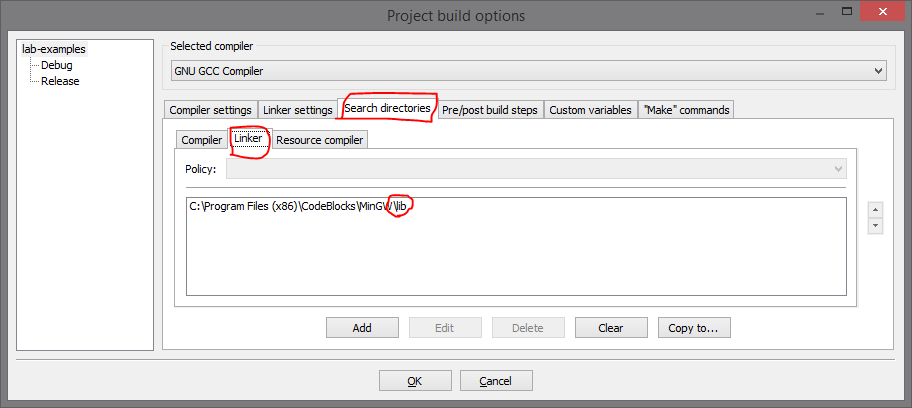 Project build options
lab-examples
Debug
Release
Selected compiler
GNU GCC Compiler
Compiler settings Linker settings Search directories Pre/post build steps Custom variables "Make" commands
Compiler Linker Resource compiler
Policy:
C:\Program Files (x86)\CodeBlocks\MinGW\lib
Add Edit Delete Clear Copy to...
OK Cancel